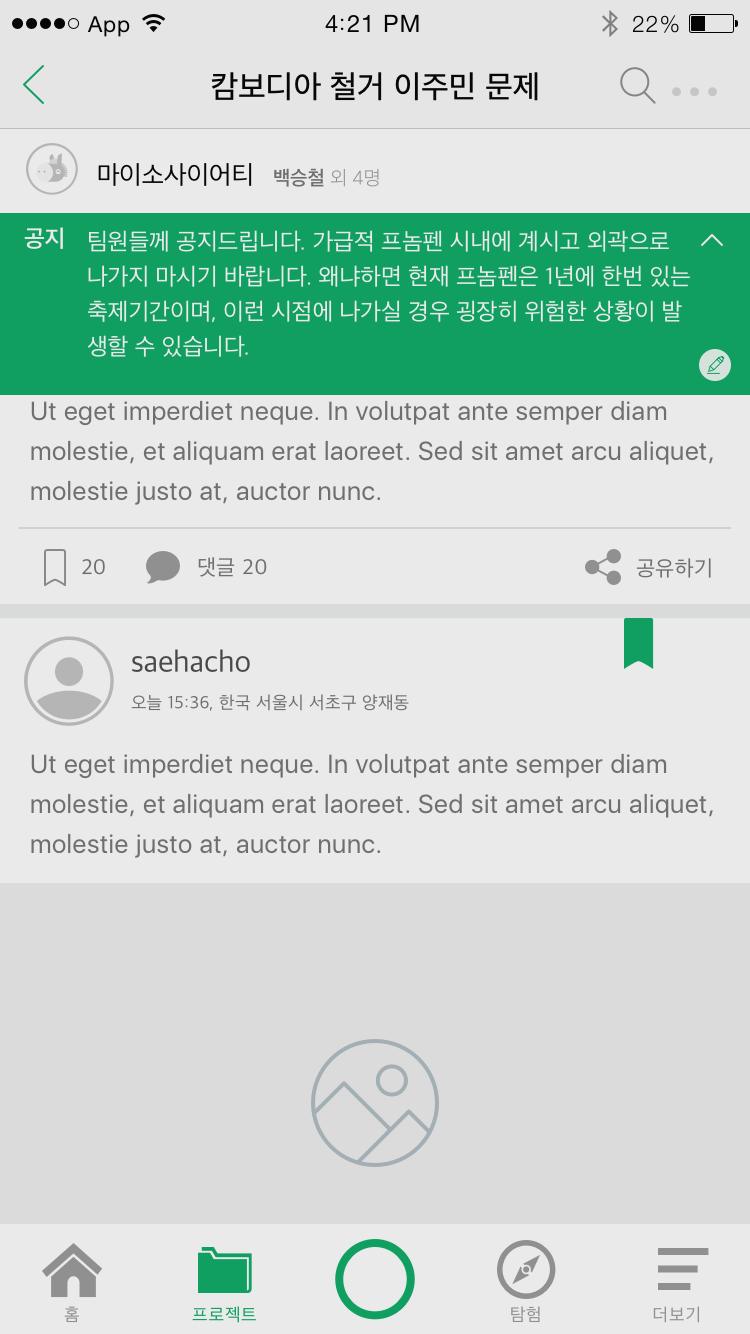 App 4:21 PM 22%
캄보디아 철거 이주민 문제
마이소사이어티 백승철 외 4명
공지 팀원들께 공지드립니다. 가급적 프놈펜 시내에 계시고 외곽으로
나가지 마시기 바랍니다. 왜냐하면 현재 프놈펜은 1년에 한번 있는
축제기간이며, 이런 시점에 나가실 경우 굉장히 위험한 상황이 발
생할 수 있습니다.
Ut eget imperdiet neque. In volutpat ante semper diam
molestie, et aliquam erat laoreet. Sed sit amet arcu aliquet,
molestie justo at, auctor nunc.
20 댓글 20 공유하기
saehacho
오늘 15:36, 한국 서울시 서초구 양재동
Ut eget imperdiet neque. In volutpat ante semper diam
molestie, et aliquam erat laoreet. Sed sit amet arcu aliquet,
molestie justo at, auctor nunc.
홈 프로젝트 탐험 더보기